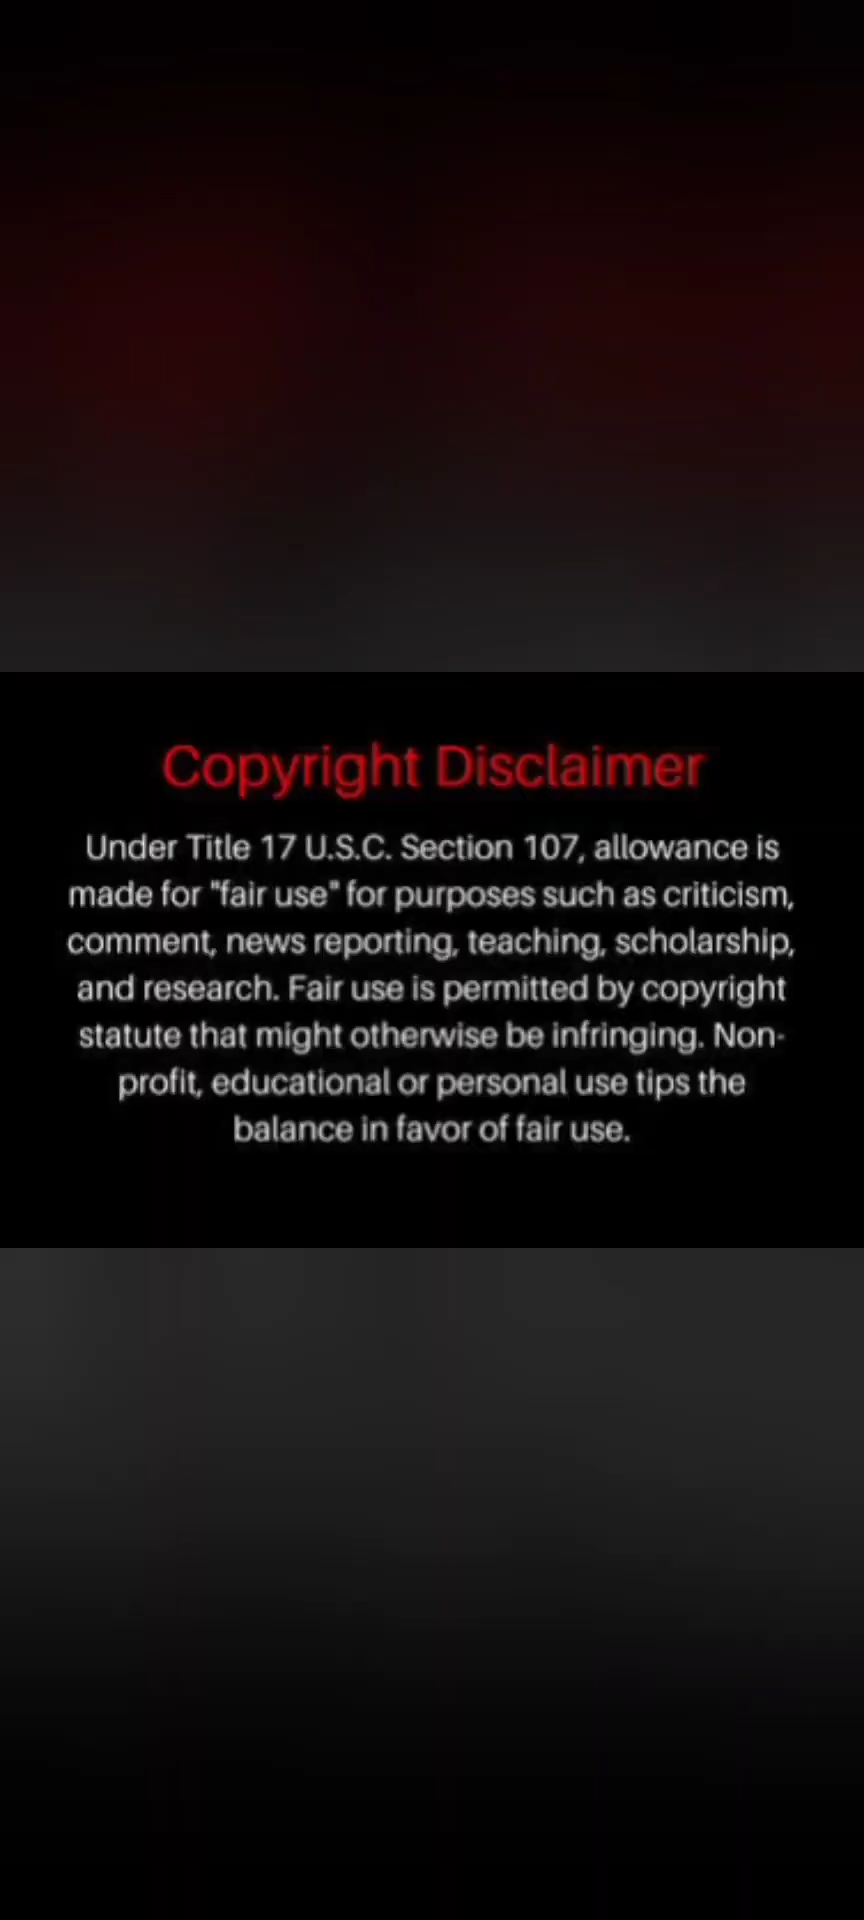 Copyright Disclaimer
Under Title 17 U.S.C. Section 107, allowance is
made for "fair use" for purposes such as criticism,
comment, news reporting, teaching, scholarship,
and research. Fair use is permitted by copyright
statute that might otherwise be infringing. Non-
profit, educational or personal use tips the
balance in favor of fair use.